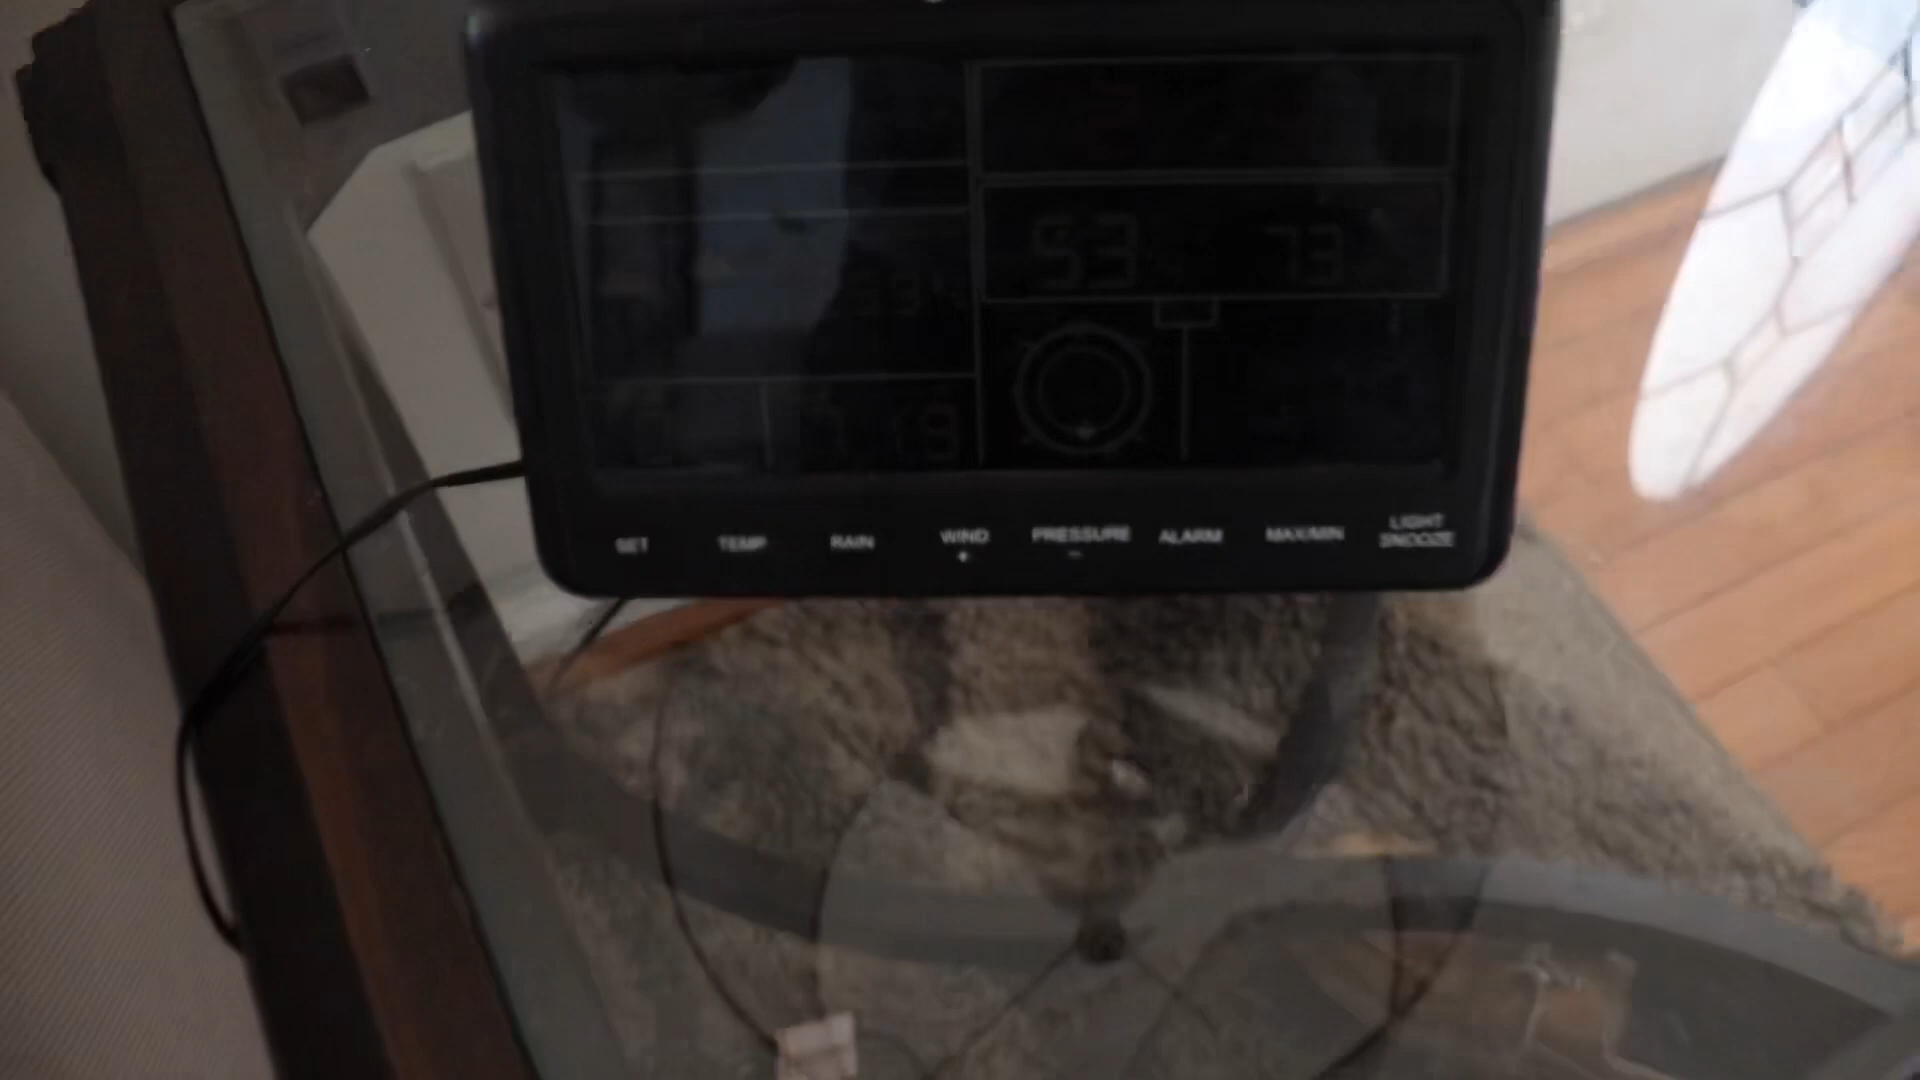 53 73
SET TEMP RAIN WIND PRESSURE ALARM MAX/MIN LIGHT
+ − SNOOZE